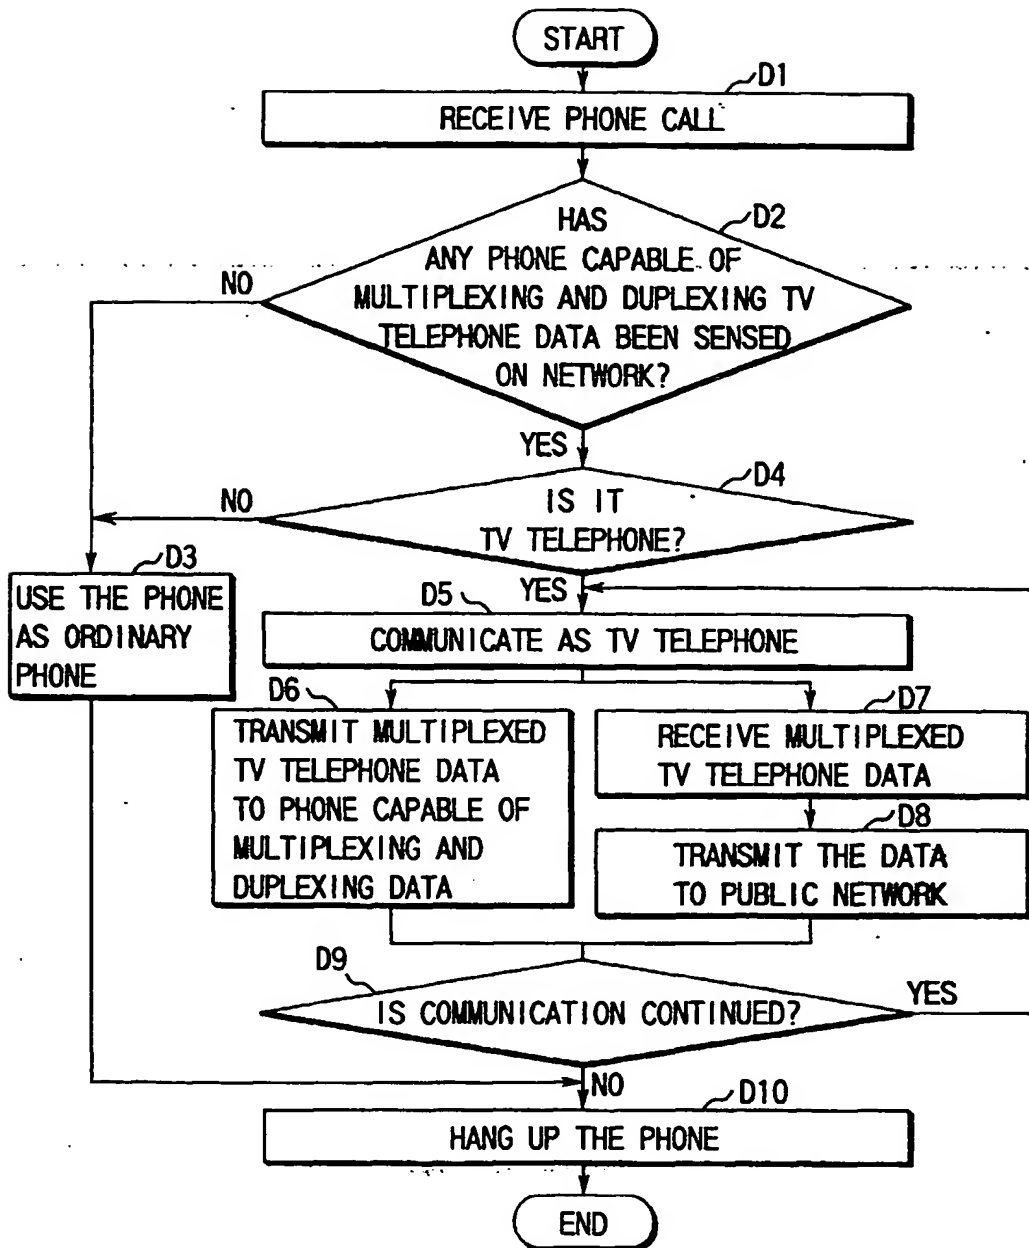 START
D1
RECEIVE PHONE CALL
D2
HAS
ANY PHONE CAPABLE OF
MULTIPLEXING AND DUPLEXING TV
TELEPHONE DATA BEEN SENSED
ON NETWORK?
NO
YES
D4
IS IT
TV TELEPHONE?
NO
YES
D3
USE THE PHONE
AS ORDINARY
PHONE
D5
COMMUNICATE AS TV TELEPHONE
D6
TRANSMIT MULTIPLEXED
TV TELEPHONE DATA
TO PHONE CAPABLE OF
MULTIPLEXING AND
DUPLEXING DATA
D7
RECEIVE MULTIPLEXED
TV TELEPHONE DATA
D8
TRANSMIT THE DATA
TO PUBLIC NETWORK
D9
IS COMMUNICATION CONTINUED?
YES
NO
D10
HANG UP THE PHONE
END